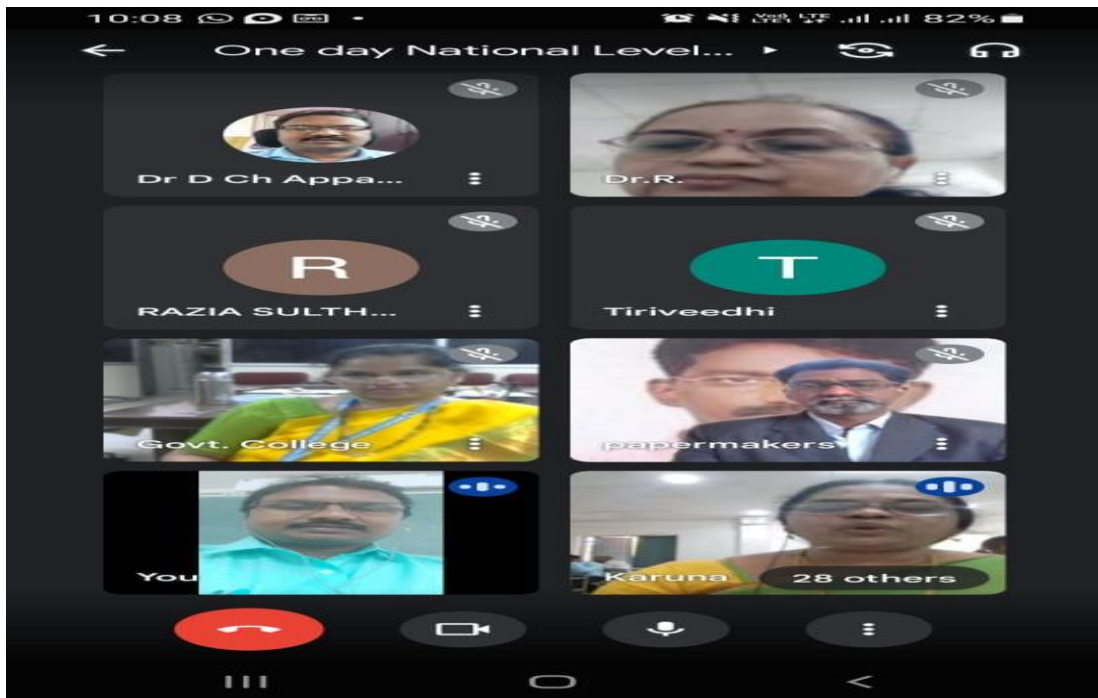 10:08 82%
One day National Level...
Dr D Ch Appa...
Dr.R.
R
RAZIA SULTH...
T
Tiriveedhi
Govt. College
papermakers
You
Karuna
28 others